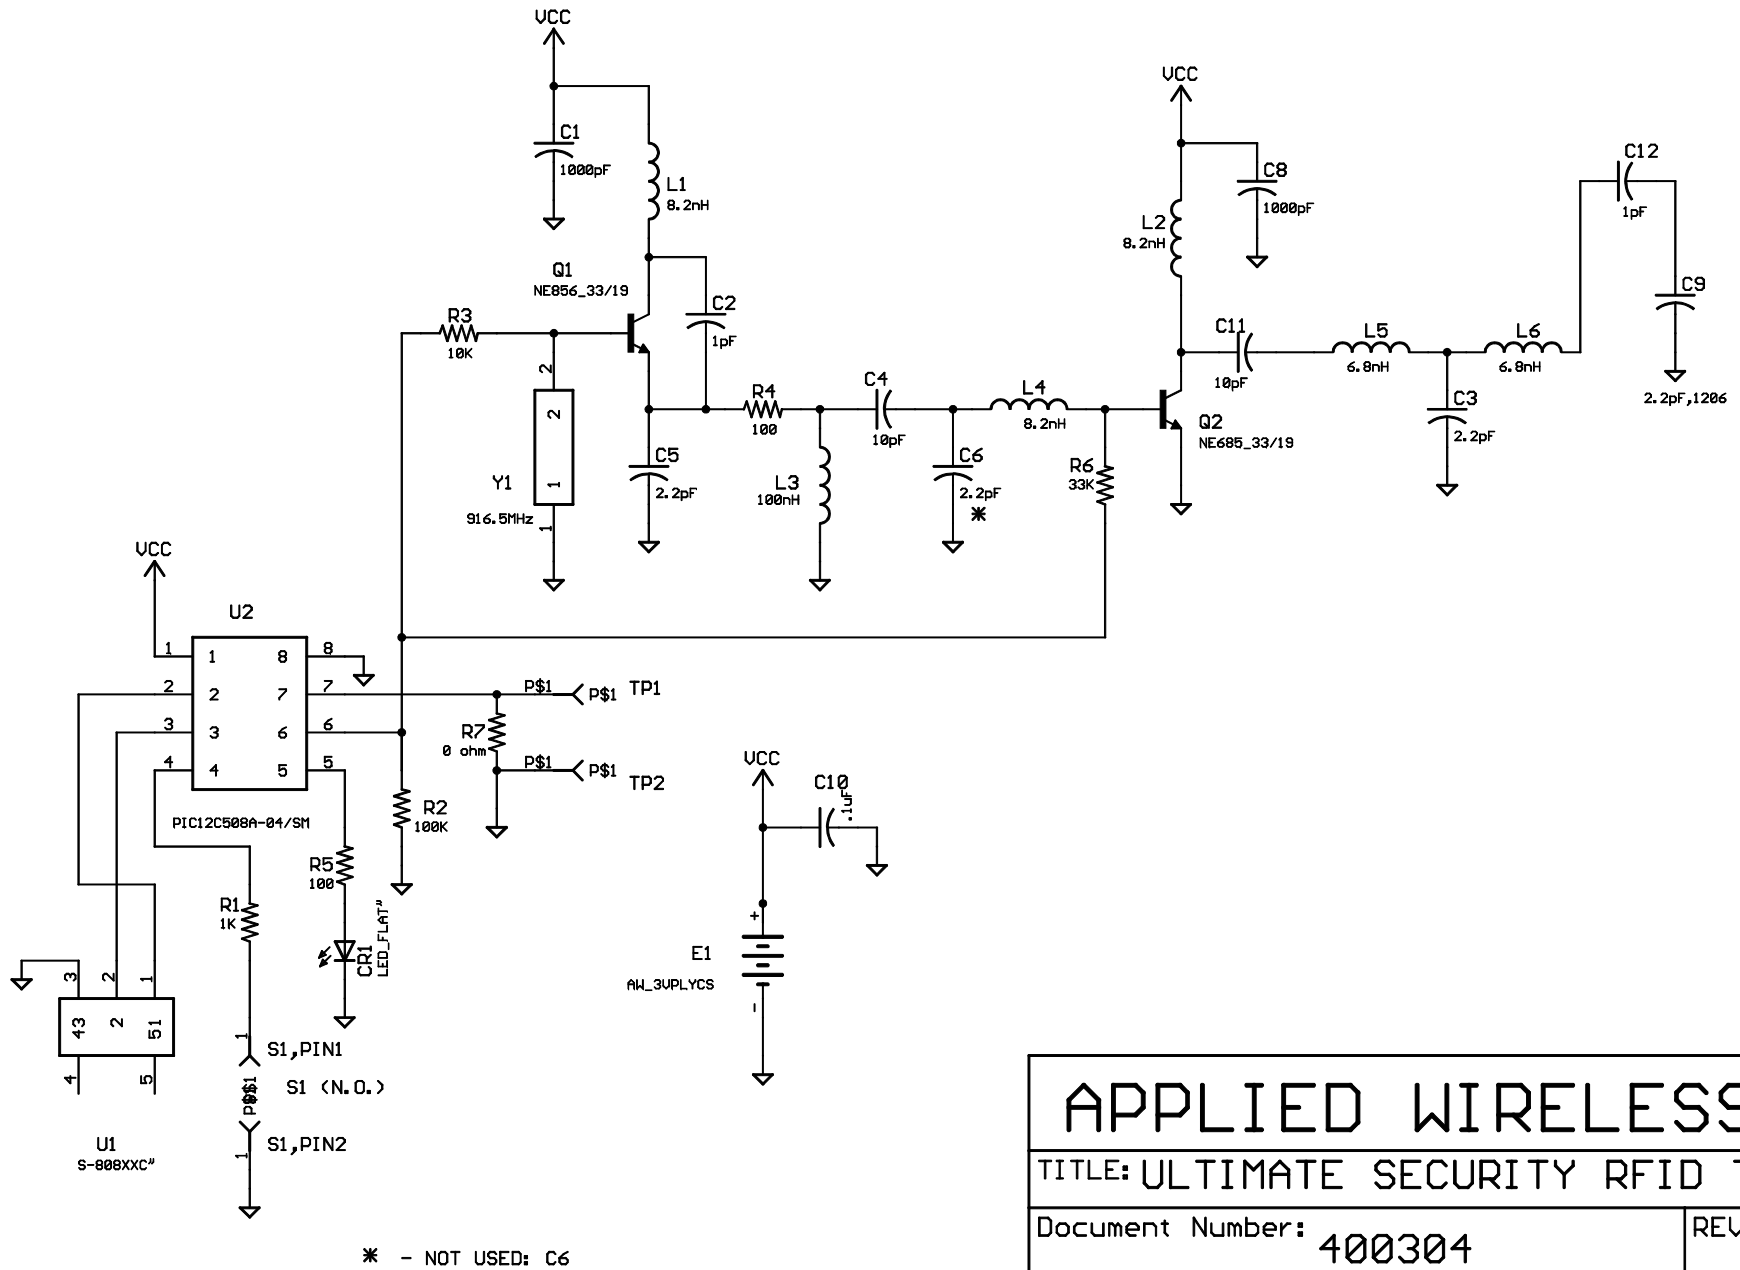 VCC
VCC
C1
1000pF
L1
8.2nH
C8
1000pF
C12
1pF
L2
8.2nH
Q1
NE856_33/19
C2
1pF
C9
2.2pF,1206
R3
10K
C11
10pF
L5
6.8nH
L6
6.8nH
2
2
1
1
Y1
916.5MHz
R4
100
C4
10pF
L4
8.2nH
C3
2.2pF
Q2
NE685_33/19
C5
2.2pF
L3
100nH
C6
2.2pF
*
R6
33K
VCC
U2
1 1 8 8
2 2 7 7
3 3 6 6
4 4 5 5
PIC12C508A-04/SM
P$1 P$1 TP1
R7
0 ohm
P$1 P$1 TP2
R2
100K
VCC
C10
.1uF
R5
100
R1
1K
CR1
LED_FLAT"
+
E1
AW_3VPLYCS
-
3 2 1
43 2 51
4 5
U1
S-808XXC"
1
S1,PIN1
S1 (N.O.)
1
S1,PIN2
* - NOT USED: C6
APPLIED WIRELESS
TITLE: ULTIMATE SECURITY RFID
Document Number: 400304
REV